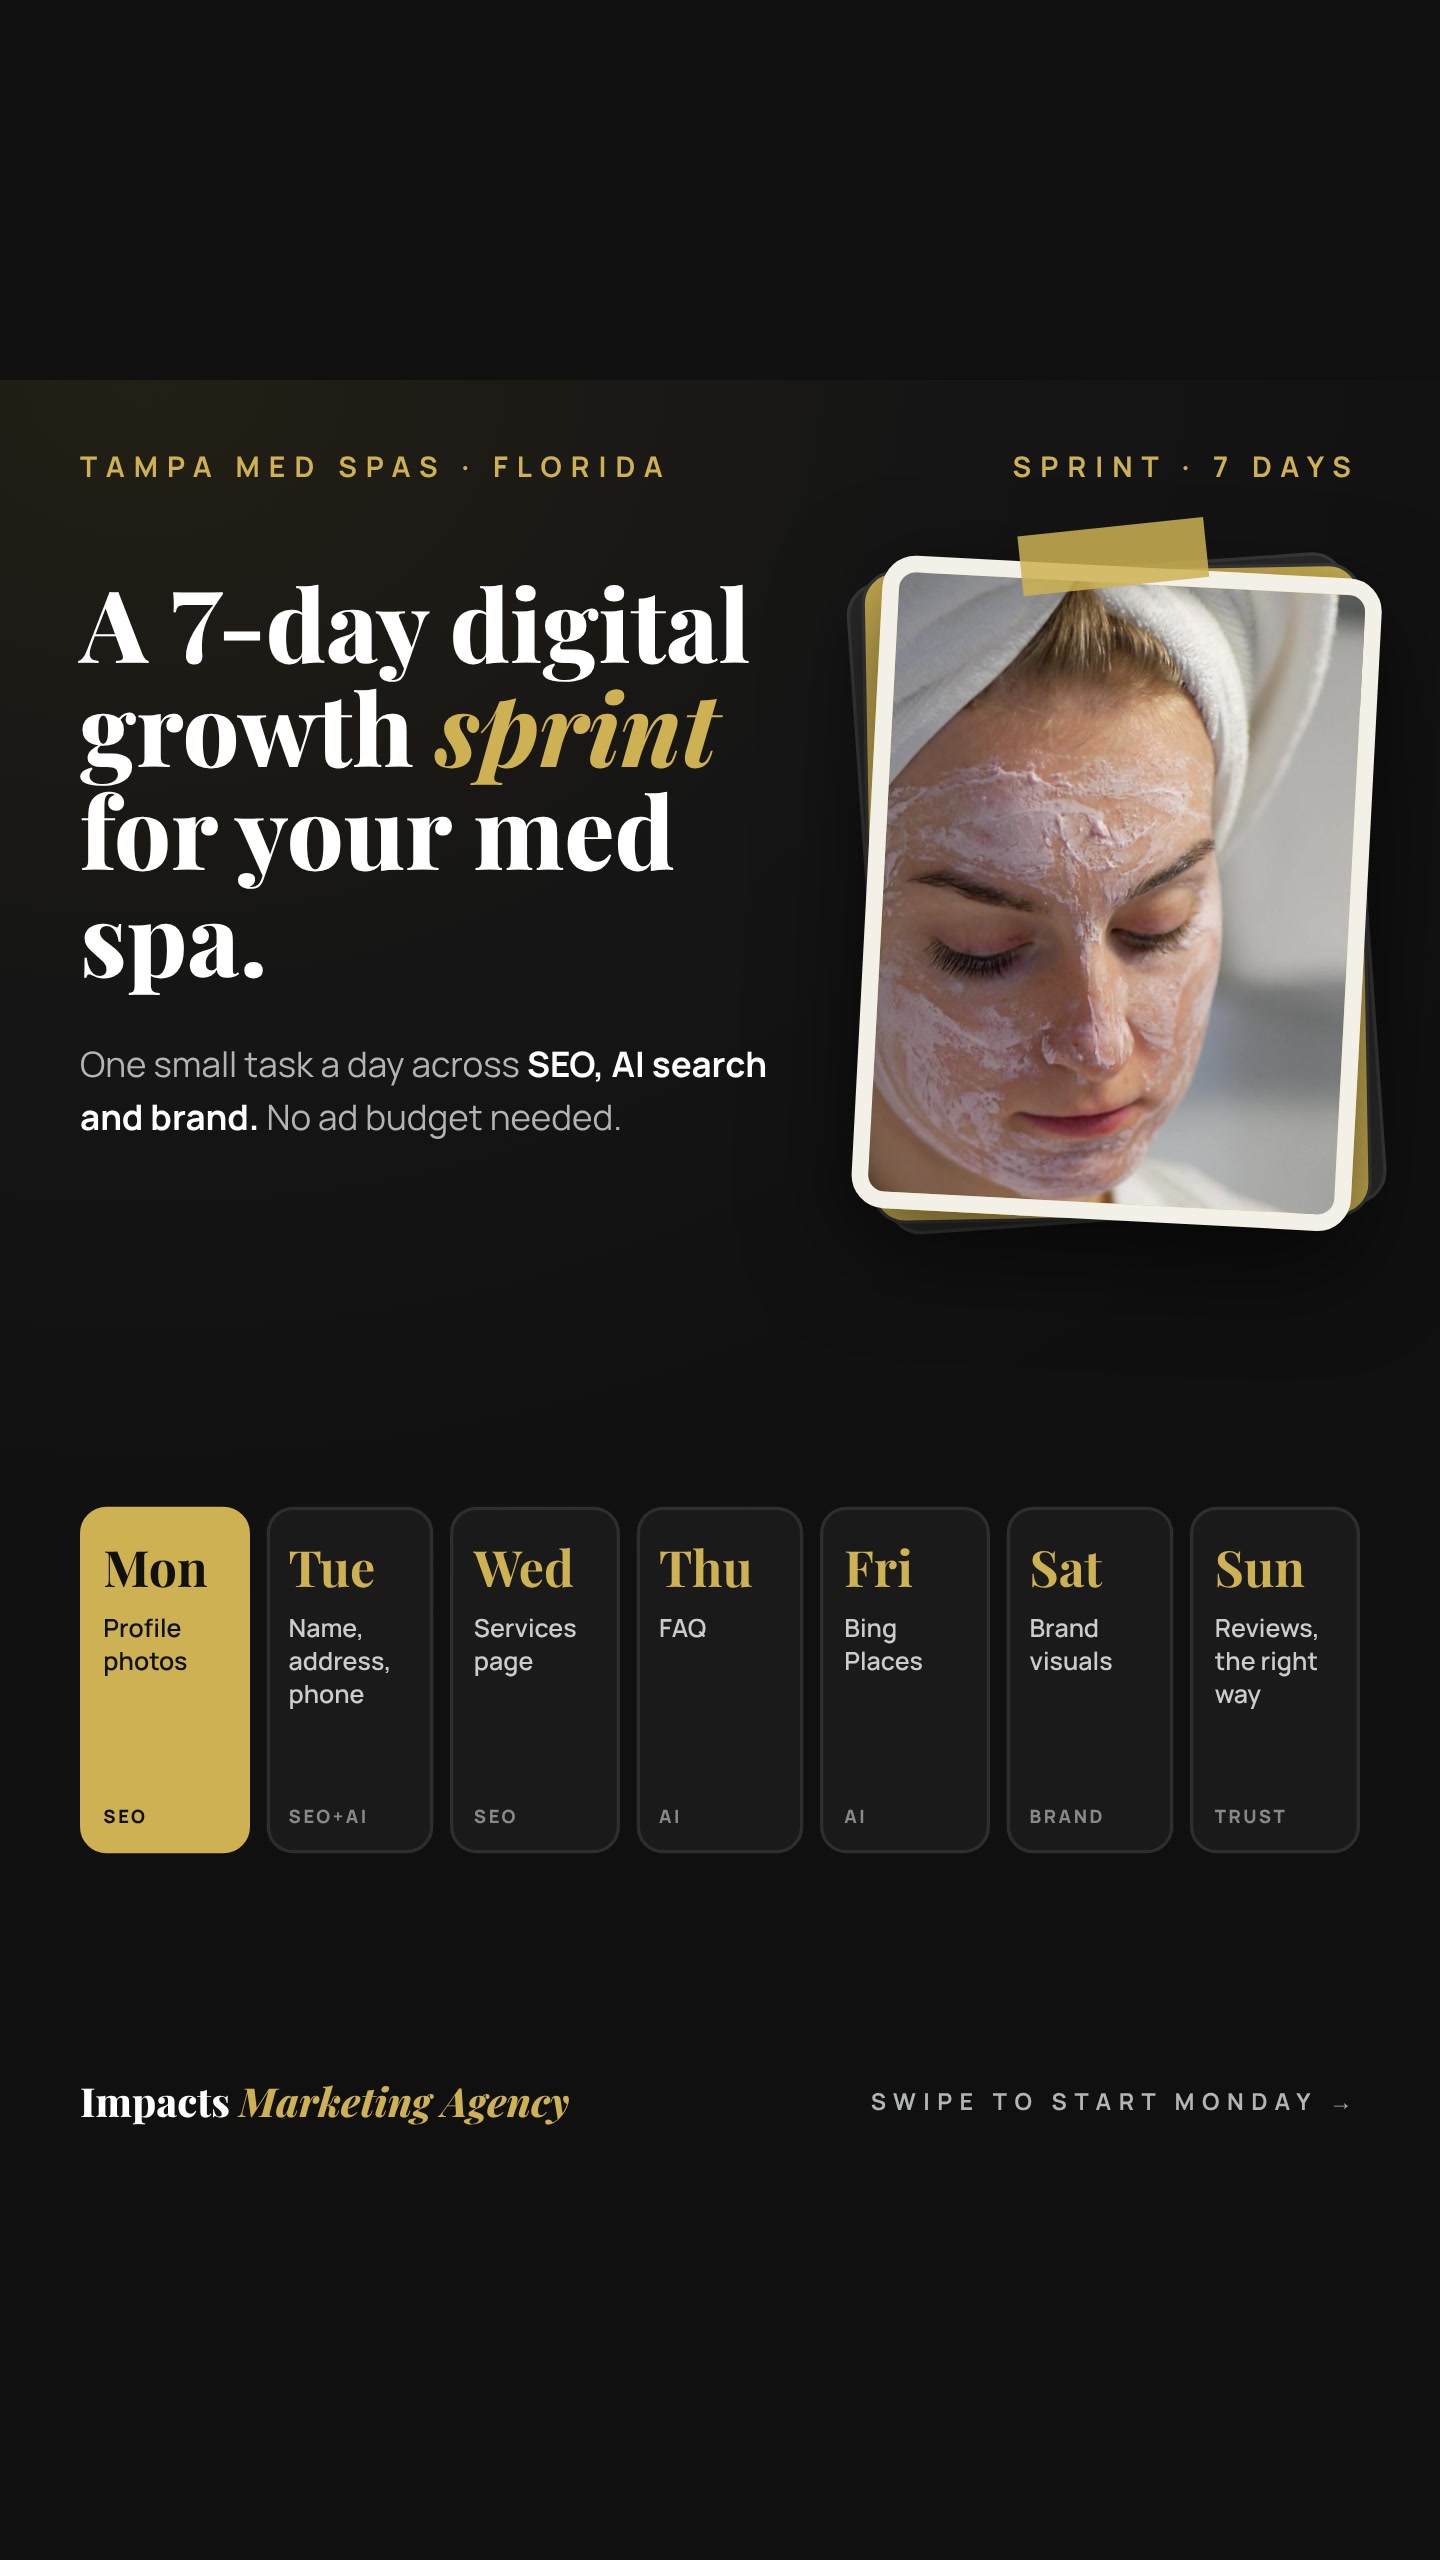 TAMPA MED SPAS · FLORIDA
SPRINT · 7 DAYS
A 7-day digital
growth sprint
for your med
spa.
One small task a day across SEO, AI search
and brand. No ad budget needed.
Mon
Profile
photos
SEO
Tue
Name,
address,
phone
SEO+AI
Wed
Services
page
SEO
Thu
FAQ
AI
Fri
Bing
Places
AI
Sat
Brand
visuals
BRAND
Sun
Reviews,
the right
way
TRUST
Impacts Marketing Agency
SWIPE TO START MONDAY →